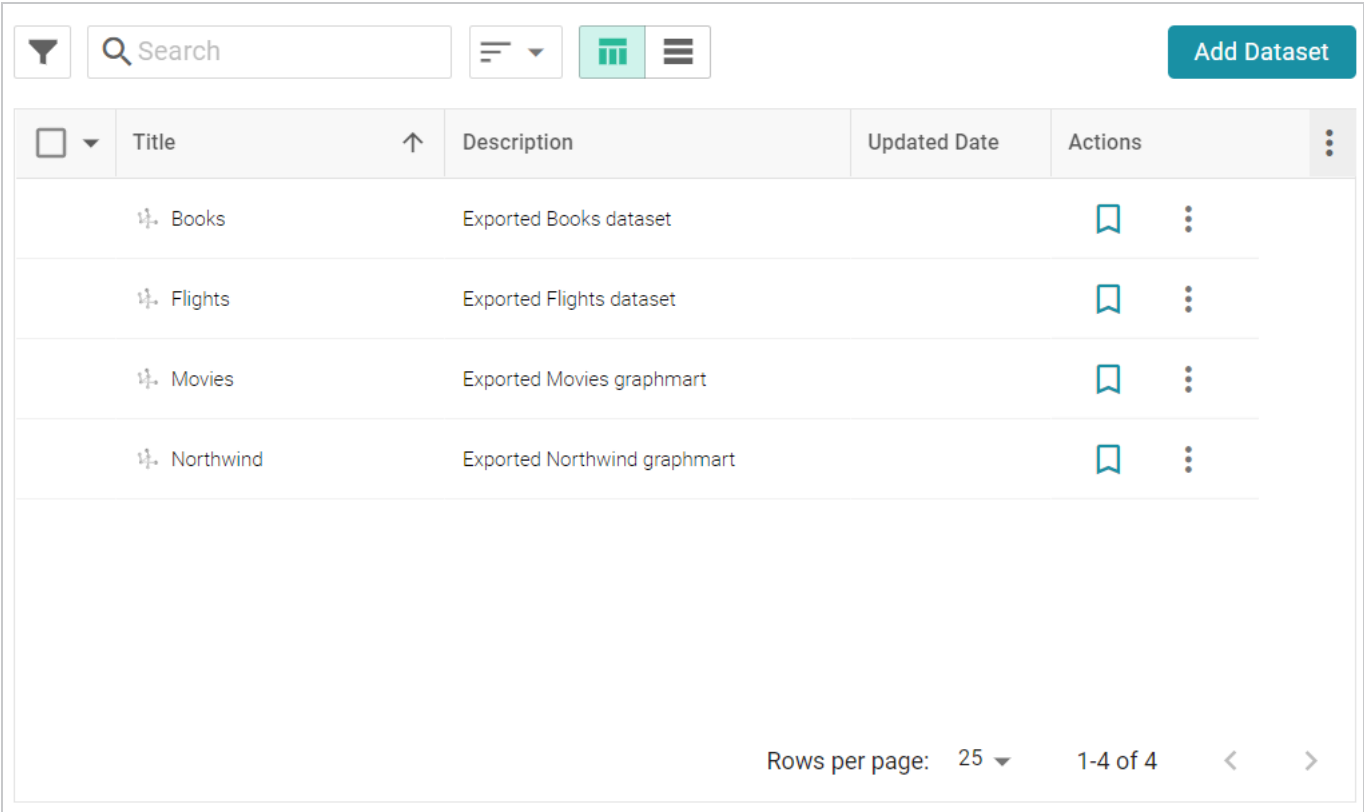 Search
Add Dataset
Title Description Updated Date Actions
Books Exported Books dataset
Flights Exported Flights dataset
Movies Exported Movies graphmart
Northwind Exported Northwind graphmart
Rows per page: 25 1-4 of 4